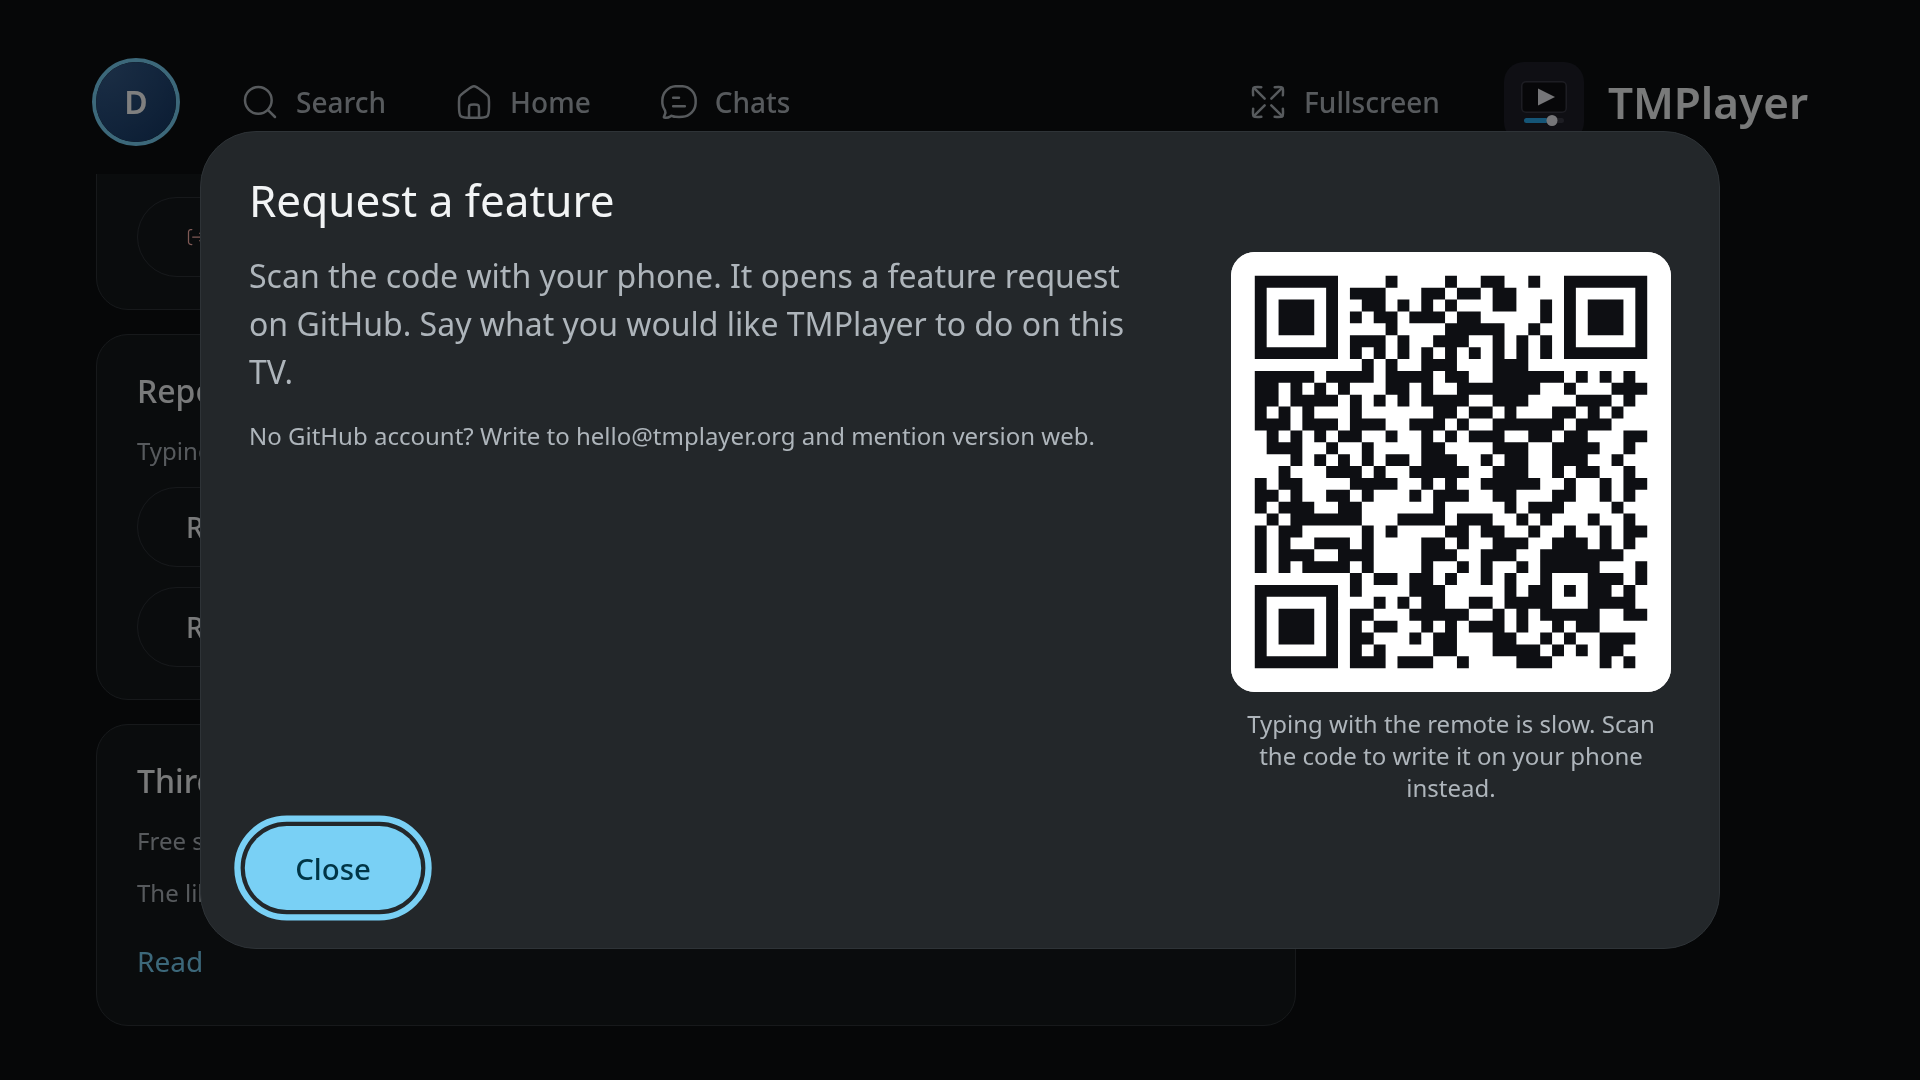 D
Search
Home
Chats
Fullscreen
TMPlayer
Request a feature
Scan the code with your phone. It opens a feature request
on GitHub. Say what you would like TMPlayer to do on this
TV.
No GitHub account? Write to hello@tmplayer.org and mention version web.
Typing with the remote is slow. Scan
the code to write it on your phone
instead.
Close
Read